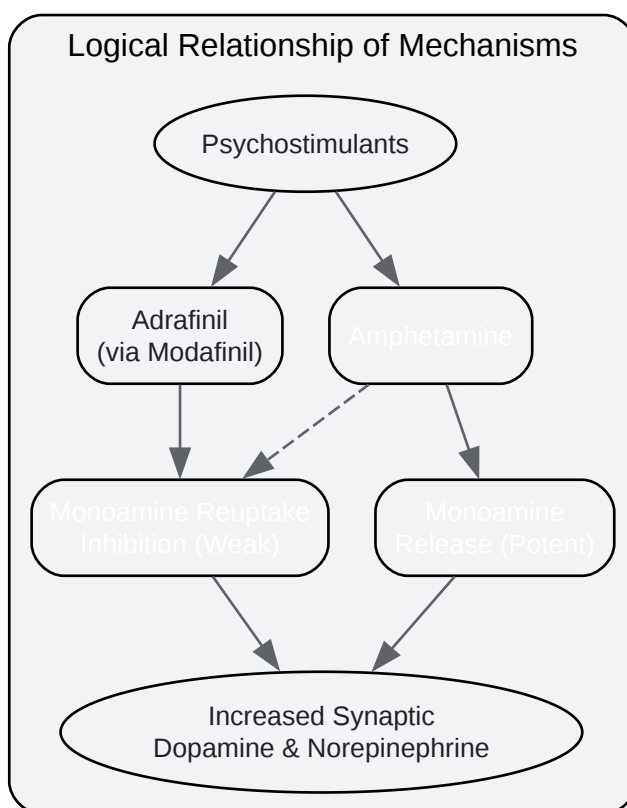 Logical Relationship of Mechanisms
Psychostimulants
Adrafinil
(via Modafinil)
Amphetamine
Monoamine Reuptake
Inhibition (Weak)
Monoamine
Release (Potent)
Increased Synaptic
Dopamine & Norepinephrine